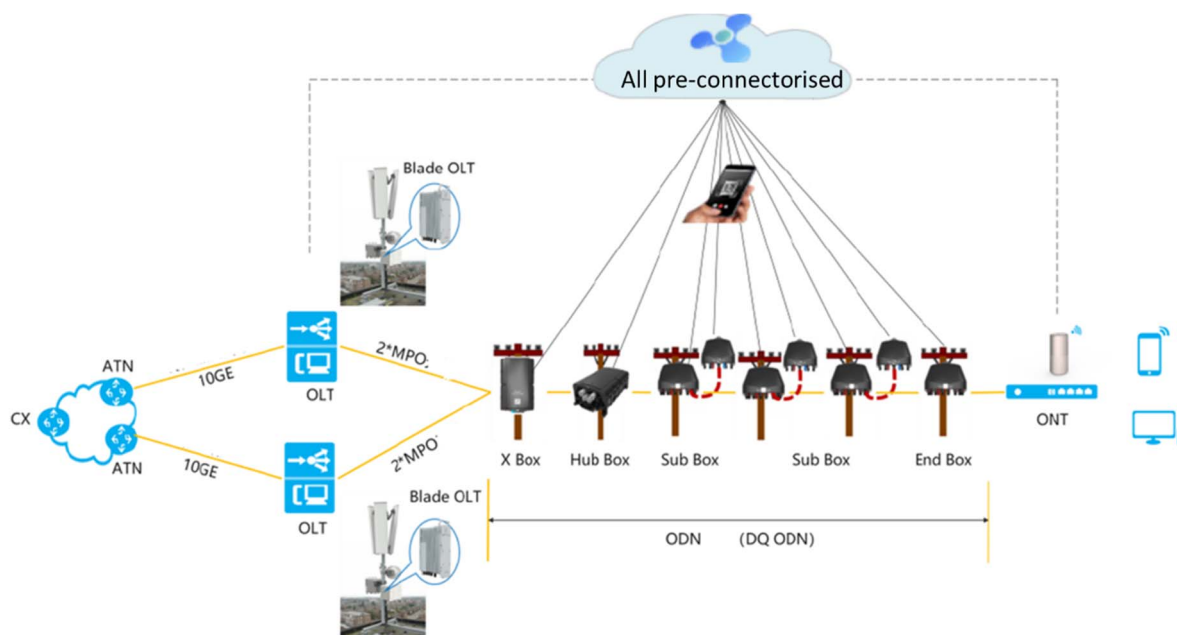 All pre-connectorised
Blade OLT
ATN
10GE
OLT
2*MPO
CX
ATN
10GE
OLT
2*MPO
Blade OLT
X Box
Hub Box
Sub Box
Sub Box
End Box
ONT
ODN (DQ ODN)